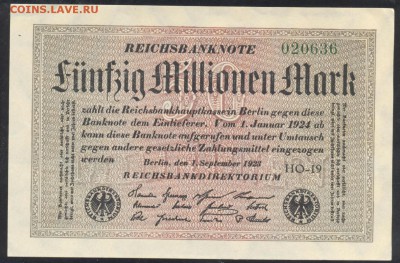 COINS.ЛАВЕ.RU
REICHSBANKNOTE
020636
Fünfzig Millionen Mark
zahlt die Reichsbankhauptkasse in Berlin gegen diese
Banknote dem Einlieferer. Vom 1. Januar 1924 ab
kann diese Banknote aufgerufen und unter Umtausch
gegen andere gesetzliche Zahlungsmittel eingezogen
werden
Berlin, den 1. September 1923
HO-19
REICHSBANKDIREKTORIUM